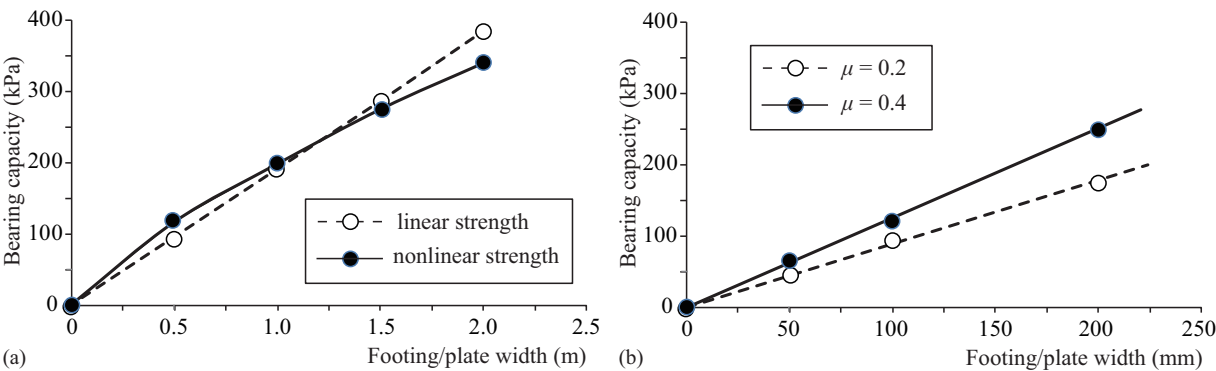 400
300
200
100
0
Bearing capacity (kPa)
linear strength
nonlinear strength
0 0.5 1.0 1.5 2.0 2.5
(a) Footing/plate width (m)
400
300
200
100
0
Bearing capacity (kPa)
μ = 0.2
μ = 0.4
0 50 100 150 200 250
(b) Footing/plate width (mm)